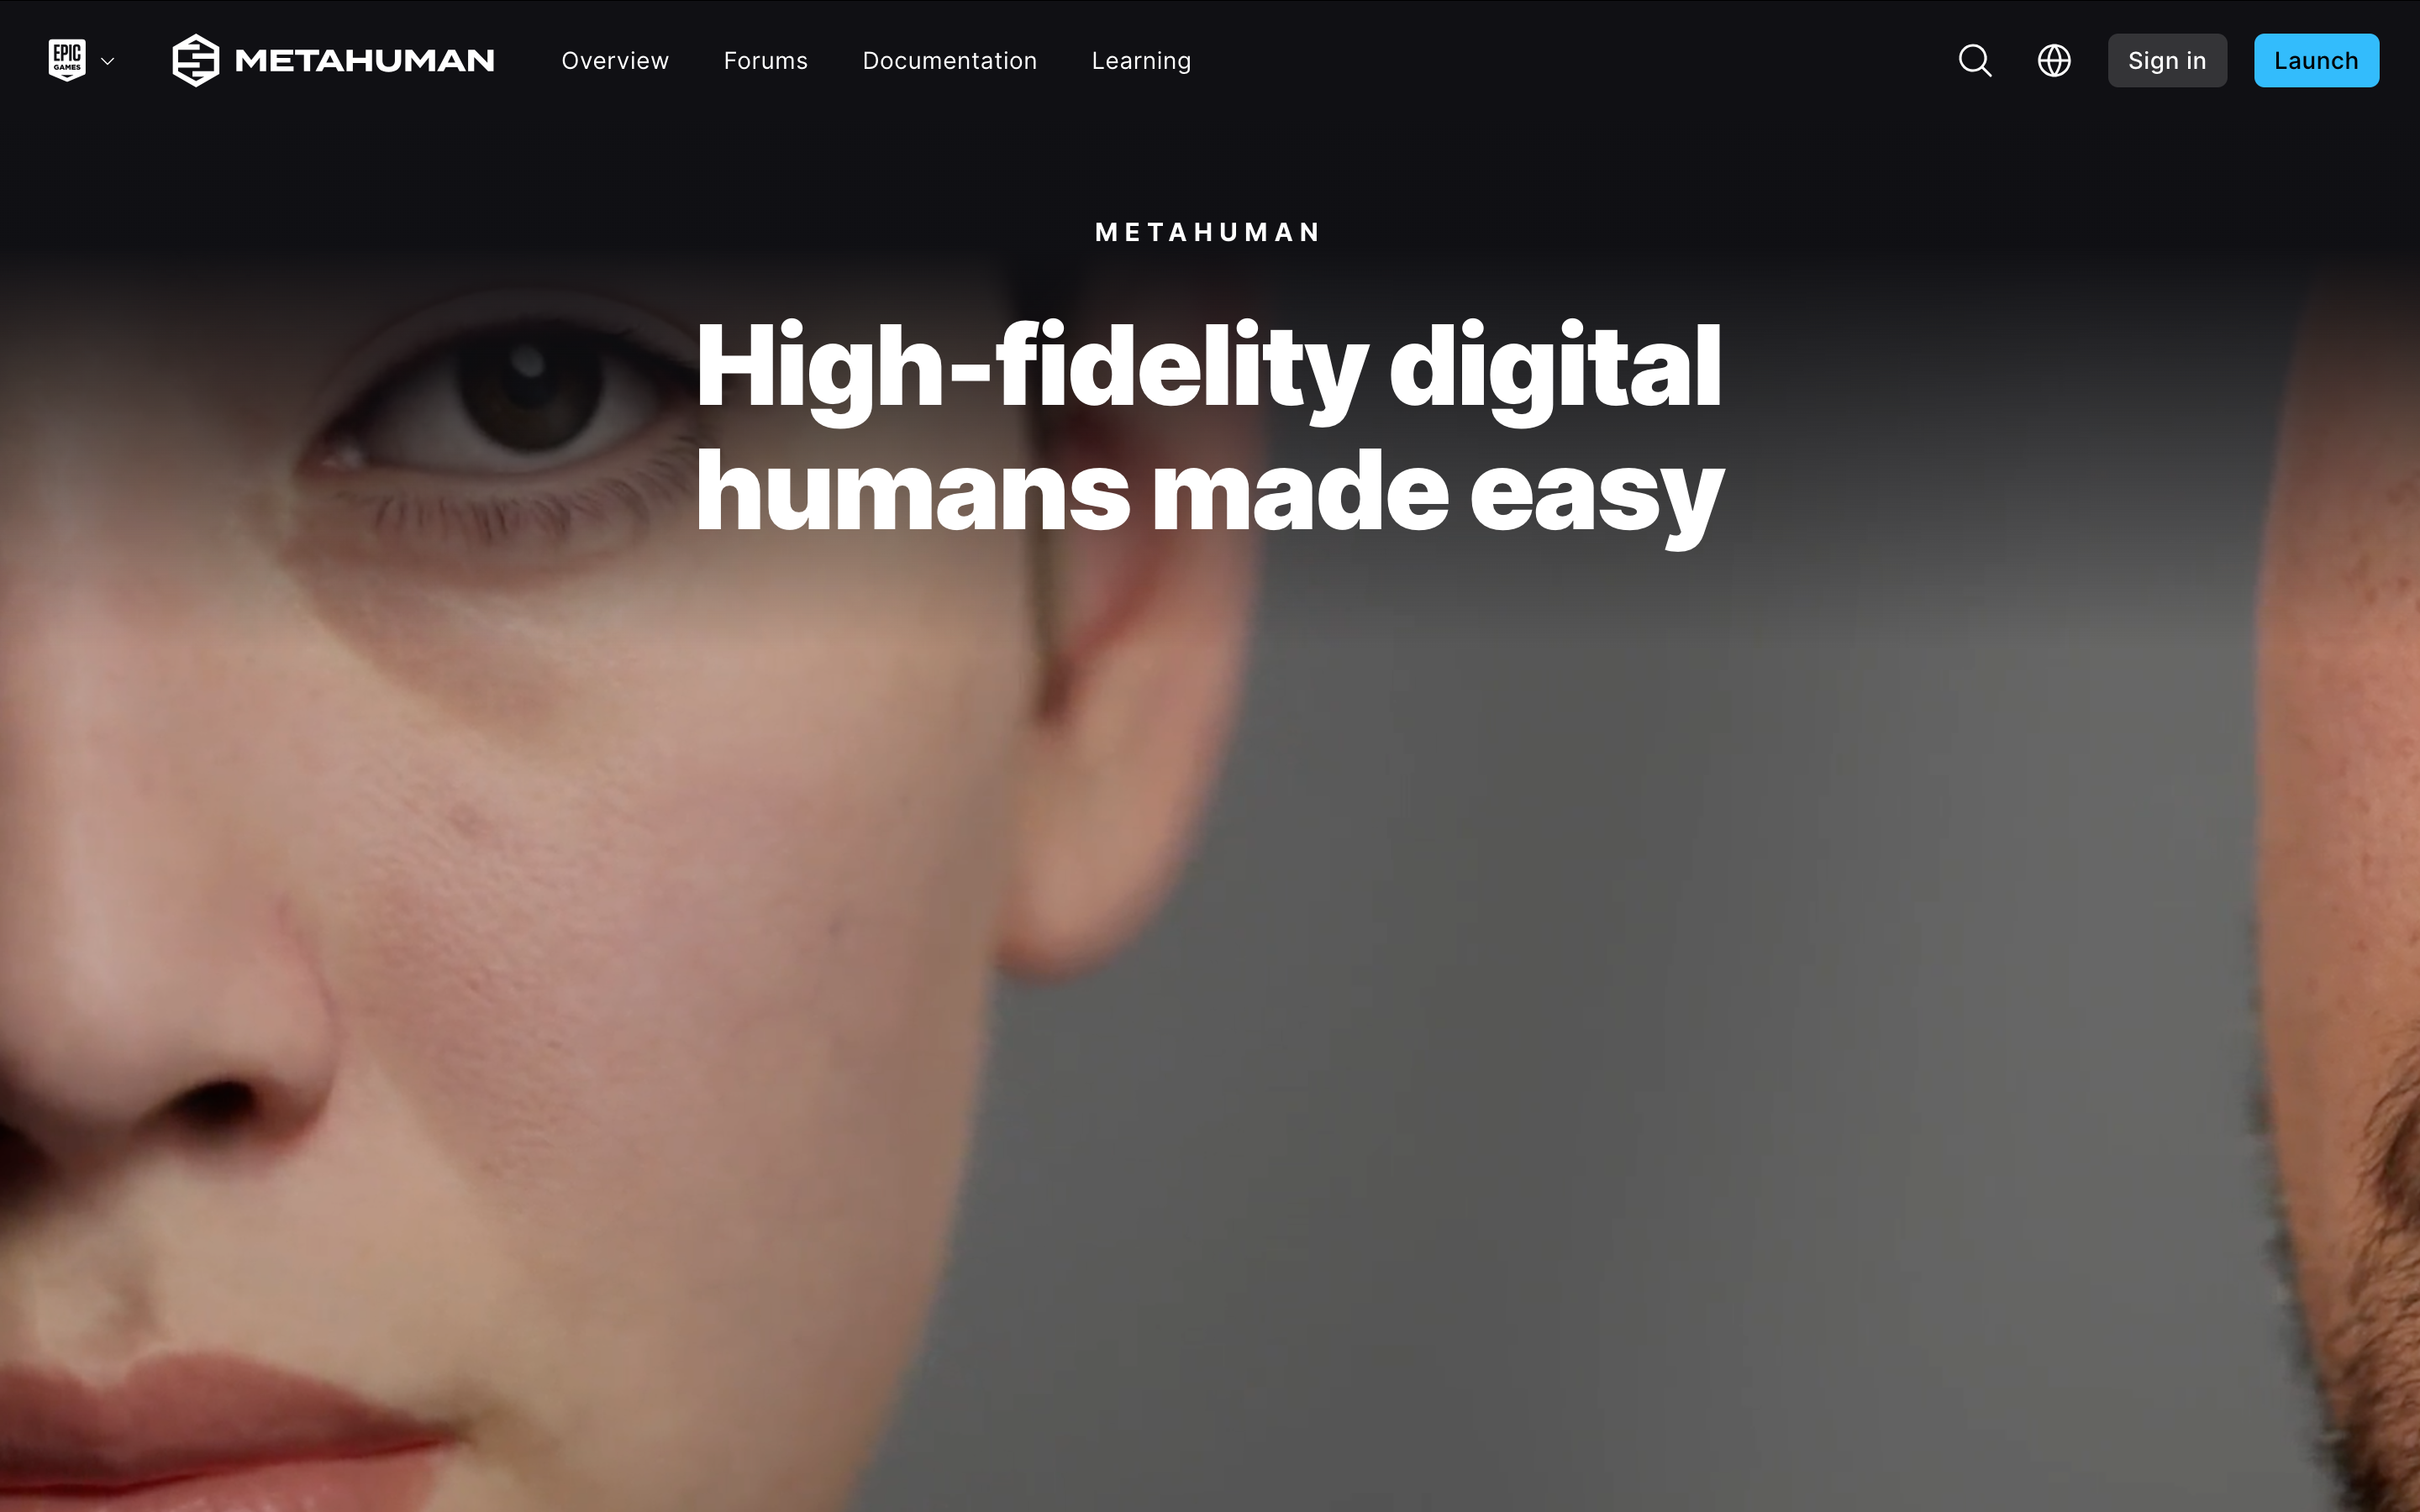 EPIC
GAMES
METAHUMAN
Overview
Forums
Documentation
Learning
Sign in
Launch
METAHUMAN
High-fidelity digital
humans made easy